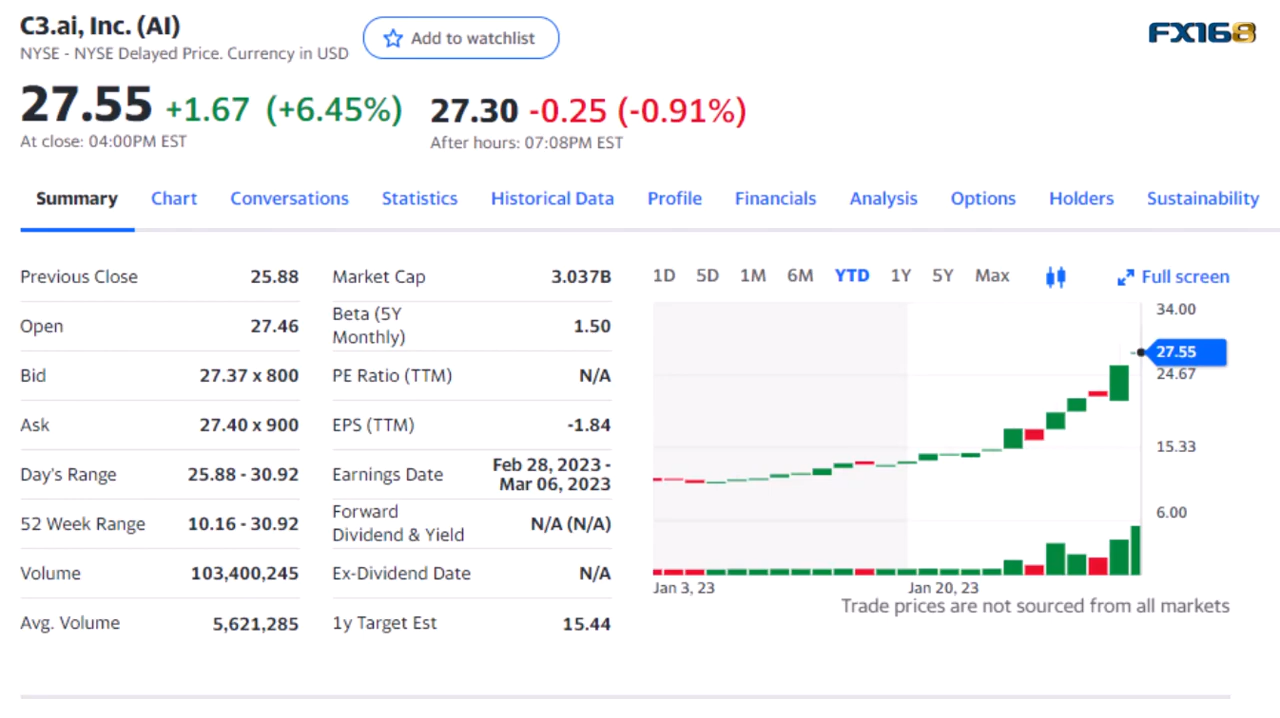 C3.ai, Inc. (AI)
NYSE - NYSE Delayed Price. Currency in USD
Add to watchlist
FX168
27.55 +1.67 (+6.45%)
At close: 04:00PM EST
27.30 -0.25 (-0.91%)
After hours: 07:08PM EST
Summary Chart Conversations Statistics Historical Data Profile Financials Analysis Options Holders Sustainability
Previous Close 25.88
Open 27.46
Bid 27.37 x 800
Ask 27.40 x 900
Day's Range 25.88 - 30.92
52 Week Range 10.16 - 30.92
Volume 103,400,245
Avg. Volume 5,621,285
Market Cap 3.037B
Beta (5Y
Monthly) 1.50
PE Ratio (TTM) N/A
EPS (TTM) -1.84
Earnings Date Feb 28, 2023 -
Mar 06, 2023
Forward
Dividend & Yield N/A (N/A)
Ex-Dividend Date N/A
1y Target Est 15.44
1D 5D 1M 6M YTD 1Y 5Y Max
Full screen
34.00
27.55
24.67
15.33
6.00
Jan 3, 23 Jan 20, 23
Trade prices are not sourced from all markets